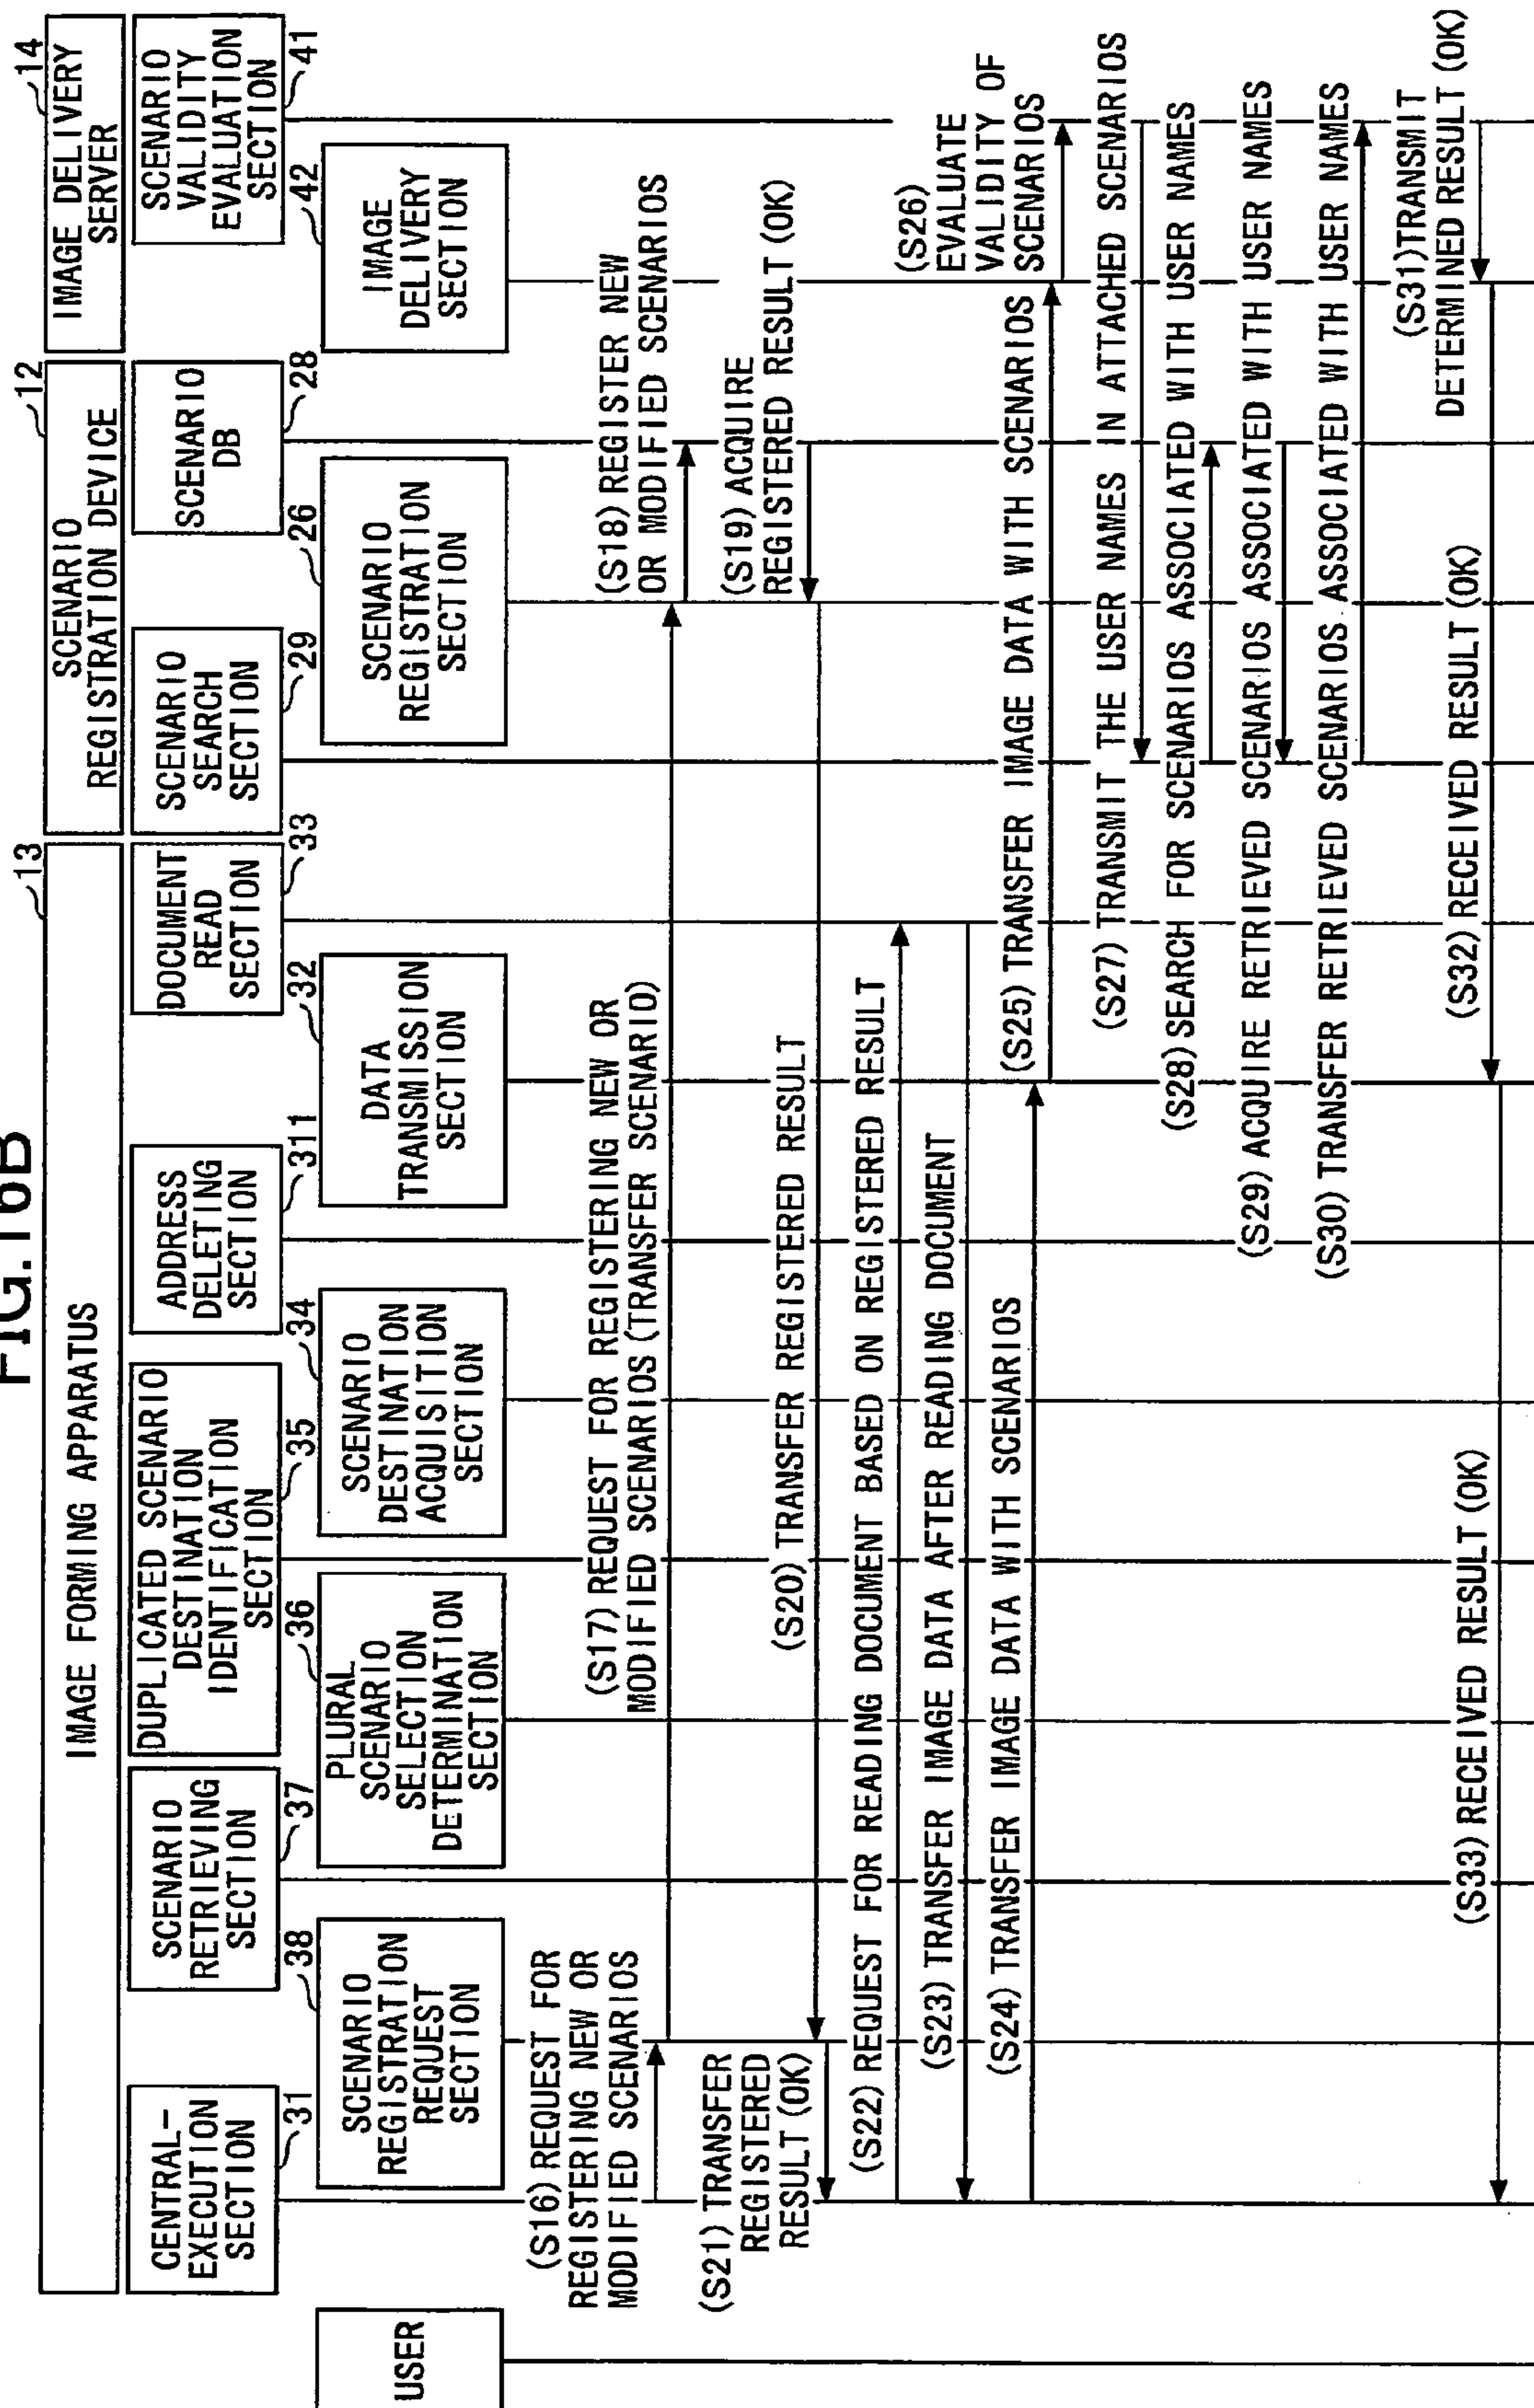 FIG.16B
USER
IMAGE FORMING APPARATUS
13
SCENARIO
REGISTRATION DEVICE
12
IMAGE DELIVERY
SERVER
14
CENTRAL-
EXECUTION
SECTION
31
SCENARIO
REGISTRATION
REQUEST
SECTION
38
SCENARIO
RETRIEVING
SECTION
37
PLURAL
SCENARIO
SELECTION
DETERMINATION
SECTION
36
DUPLICATED SCENARIO
DESTINATION
IDENTIFICATION
SECTION
35
SCENARIO
DESTINATION
ACQUISITION
SECTION
34
ADDRESS
DELETING
SECTION
311
DATA
TRANSMISSION
SECTION
32
DOCUMENT
READ
SECTION
33
SCENARIO
SEARCH
SECTION
29
SCENARIO
REGISTRATION
SECTION
26
SCENARIO
DB
28
IMAGE
DELIVERY
SECTION
42
SCENARIO
VALIDITY
EVALUATION
SECTION
41
(S16) REQUEST FOR
REGISTERING NEW OR
MODIFIED SCENARIOS
(S17) REQUEST FOR REGISTERING NEW OR
MODIFIED SCENARIOS (TRANSFER SCENARIO)
(S18) REGISTER NEW
OR MODIFIED SCENARIOS
(S19) ACQUIRE
REGISTERED RESULT (OK)
(S20) TRANSFER REGISTERED RESULT
(S21) TRANSFER
REGISTERED
RESULT (OK)
(S22) REQUEST FOR READING DOCUMENT BASED ON REGISTERED RESULT
(S23) TRANSFER IMAGE DATA AFTER READING DOCUMENT
(S24) TRANSFER IMAGE DATA WITH SCENARIOS
(S25) TRANSFER IMAGE DATA WITH SCENARIOS
(S26)
EVALUATE
VALIDITY OF
SCENARIOS
(S27) TRANSMIT THE USER NAMES IN ATTACHED SCENARIOS
(S28) SEARCH FOR SCENARIOS ASSOCIATED WITH USER NAMES
(S29) ACQUIRE RETRIEVED SCENARIOS ASSOCIATED WITH USER NAMES
(S30) TRANSFER RETRIEVED SCENARIOS ASSOCIATED WITH USER NAMES
(S31) TRANSMIT
DETERMINED RESULT (OK)
(S32) RECEIVED RESULT (OK)
(S33) RECEIVED RESULT (OK)